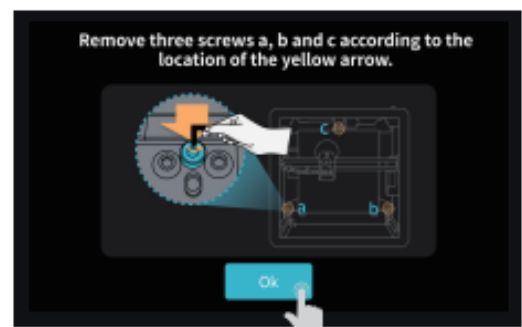 Remove three screws a, b and c according to the
location of the yellow arrow.
c
a
b
Ok